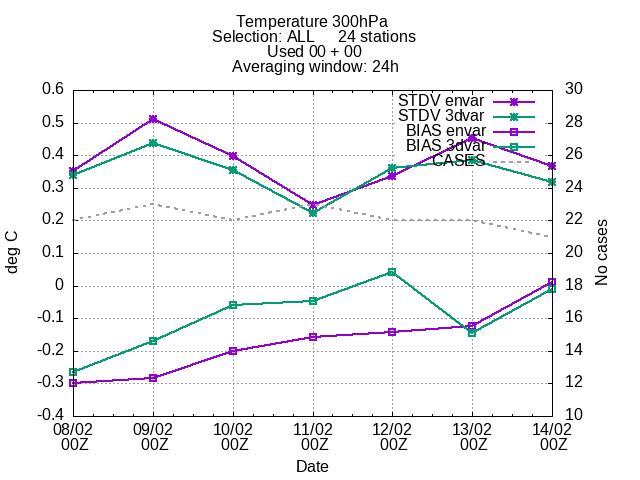 Temperature 300hPa
Selection: ALL 24 stations
Used 00 + 00
Averaging window: 24h
STDV envar
STDV 3dvar
BIAS envar
BIAS 3dvar
CASES
deg C
0.6
0.5
0.4
0.3
0.2
0.1
0
-0.1
-0.2
-0.3
-0.4
30
28
26
24
22
20
18
16
14
12
10
No cases
08/02 09/02 10/02 11/02 12/02 13/02 14/02
00Z 00Z 00Z 00Z 00Z 00Z 00Z
Date